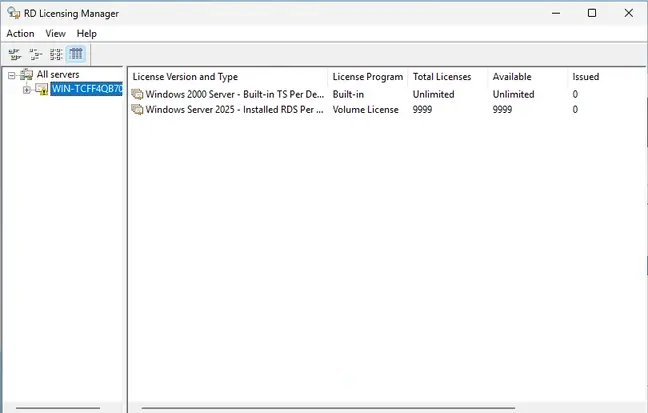 RD Licensing Manager
Action View Help
All servers
WIN-TCFF4QB70
License Version and Type License Program Total Licenses Available Issued
Windows 2000 Server - Built-in TS Per De... Built-in Unlimited Unlimited 0
Windows Server 2025 - Installed RDS Per ... Volume License 9999 9999 0